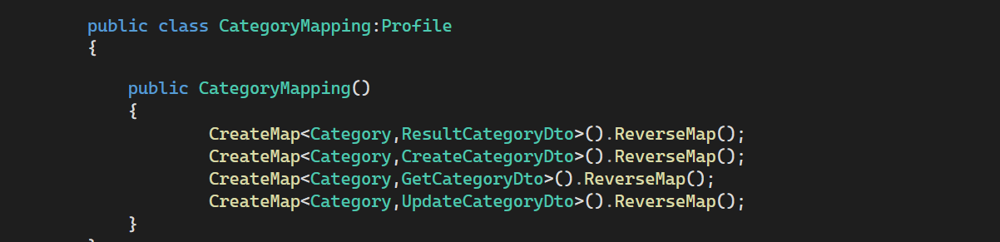 public class CategoryMapping:Profile
{
public CategoryMapping()
{
CreateMap<Category,ResultCategoryDto>().ReverseMap();
CreateMap<Category,CreateCategoryDto>().ReverseMap();
CreateMap<Category,GetCategoryDto>().ReverseMap();
CreateMap<Category,UpdateCategoryDto>().ReverseMap();
}
}